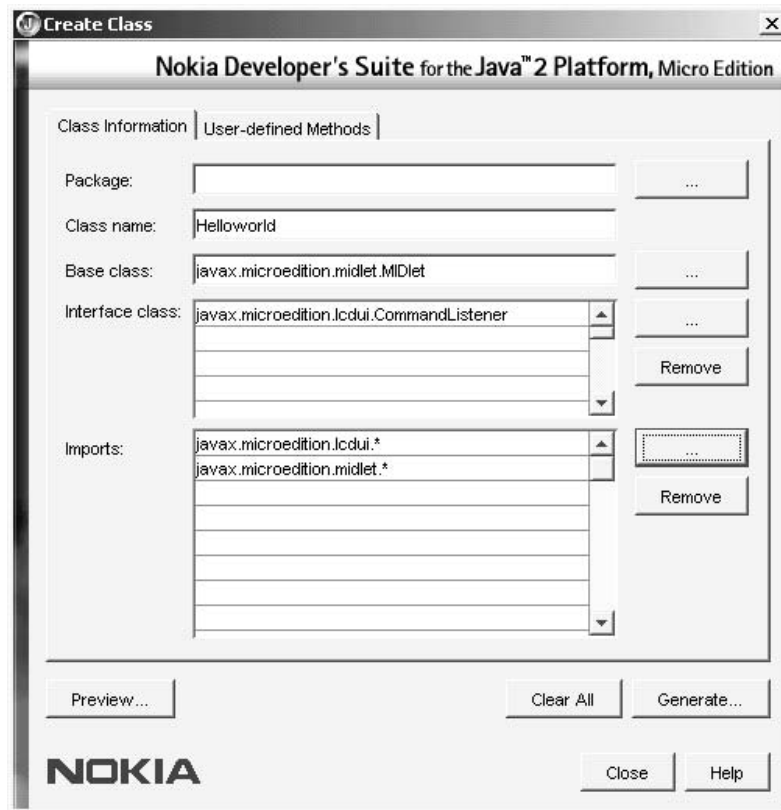 Create Class
Nokia Developer's Suite for the Java™ 2 Platform, Micro Edition
Class Information User-defined Methods
Package: ...
Class name: Helloworld
Base class: javax.microedition.midlet.MIDlet ...
Interface class: javax.microedition.lcdui.CommandListener ...
Remove
Imports: javax.microedition.lcdui.* ...
javax.microedition.midlet.*
Remove
Preview... Clear All Generate...
NOKIA Close Help